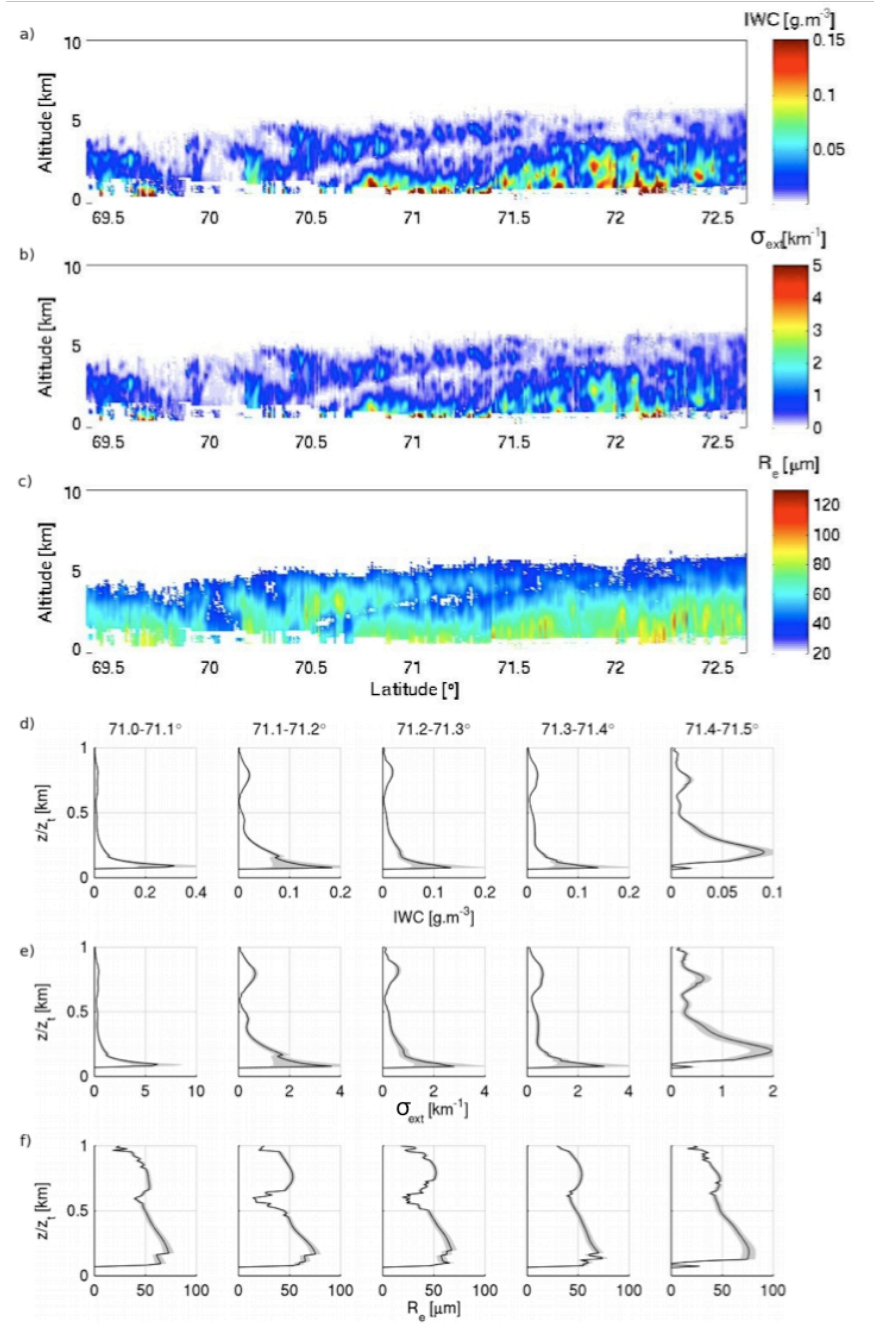 a)
IWC [g.m-3]
Altitude [km]
10
5
0
69.5 70 70.5 71 71.5 72 72.5
0.15
0.1
0.05
b)
σext[km-1]
Altitude [km]
10
5
0
69.5 70 70.5 71 71.5 72 72.5
5
4
3
2
1
0
c)
Re [μm]
Altitude [km]
10
5
0
69.5 70 70.5 71 71.5 72 72.5
Latitude [°]
120
100
80
60
40
20
d)
71.0-71.1° 71.1-71.2° 71.2-71.3° 71.3-71.4° 71.4-71.5°
z/zt [km]
1
0.5
0
0 0.2 0.4 0 0.1 0.2 0 0.1 0.2 0 0.1 0.2 0 0.05 0.1
IWC [g.m-3]
e)
z/zt [km]
1
0.5
0
0 5 10 0 2 4 0 2 4 0 2 4 0 1 2
σext [km-1]
f)
z/zt [km]
1
0.5
0
0 50 100 0 50 100 0 50 100 0 50 100 0 50 100
Re [μm]